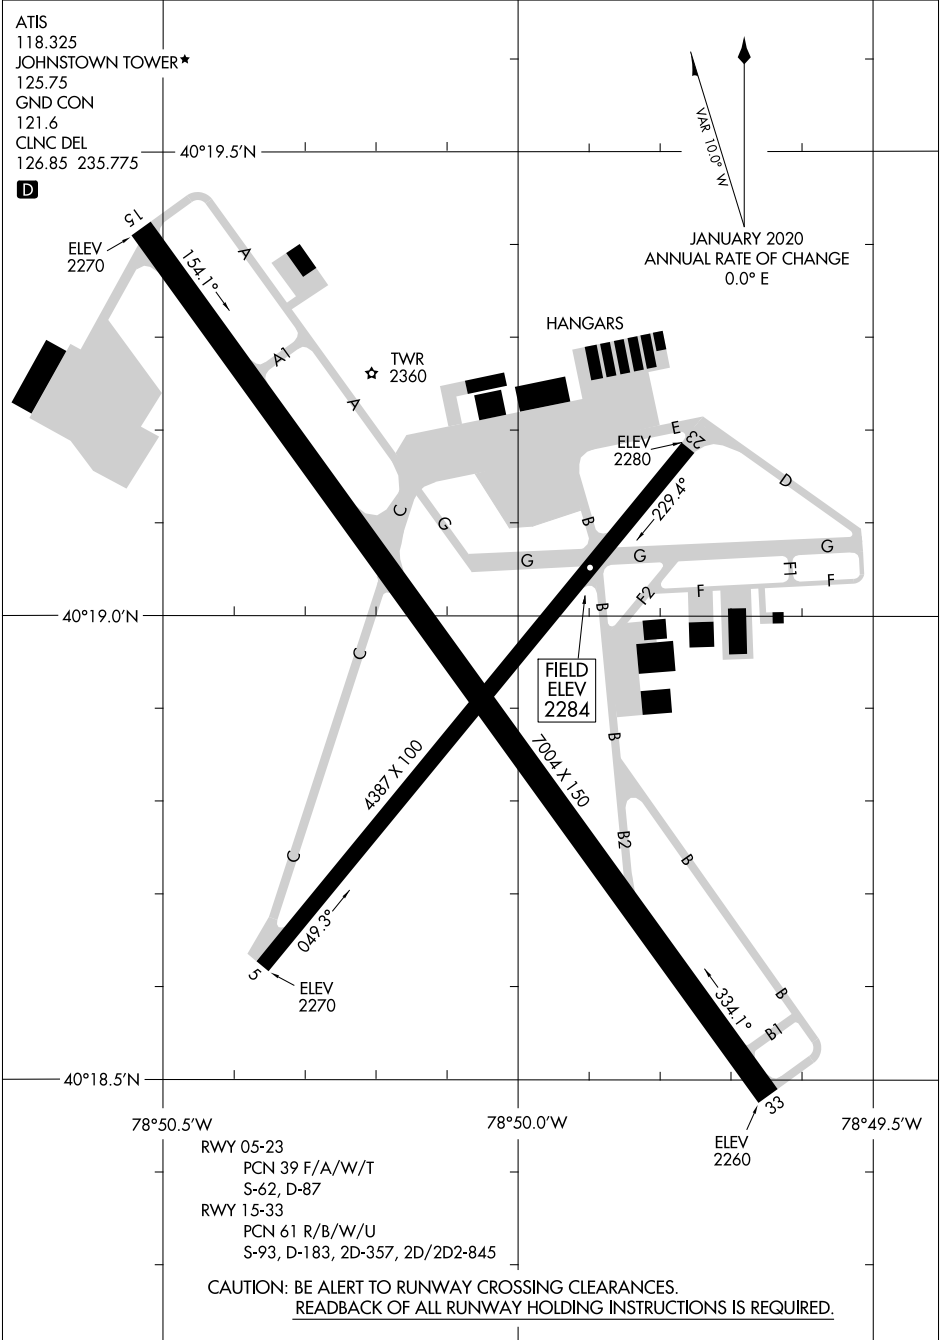 ATIS
118.325
JOHNSTOWN TOWER★
125.75
GND CON
121.6
CLNC DEL
126.85 235.775
D
40°19.5'N
VAR 10.0° W
JANUARY 2020
ANNUAL RATE OF CHANGE
0.0° E
15
ELEV
2270
154.1°
A
A1
A
TWR
2360
HANGARS
E
ELEV
2280
23
229.4°
D
C
G
B
G
G
G
F1
F
F
F2
B
40°19.0'N
C
FIELD
ELEV
2284
B
7004 X 150
4387 X 100
B2
B
C
049.3°
5
ELEV
2270
B
334.1°
B1
40°18.5'N
33
ELEV
2260
78°50.5'W
78°50.0'W
78°49.5'W
RWY 05-23
PCN 39 F/A/W/T
S-62, D-87
RWY 15-33
PCN 61 R/B/W/U
S-93, D-183, 2D-357, 2D/2D2-845
CAUTION: BE ALERT TO RUNWAY CROSSING CLEARANCES.
READBACK OF ALL RUNWAY HOLDING INSTRUCTIONS IS REQUIRED.